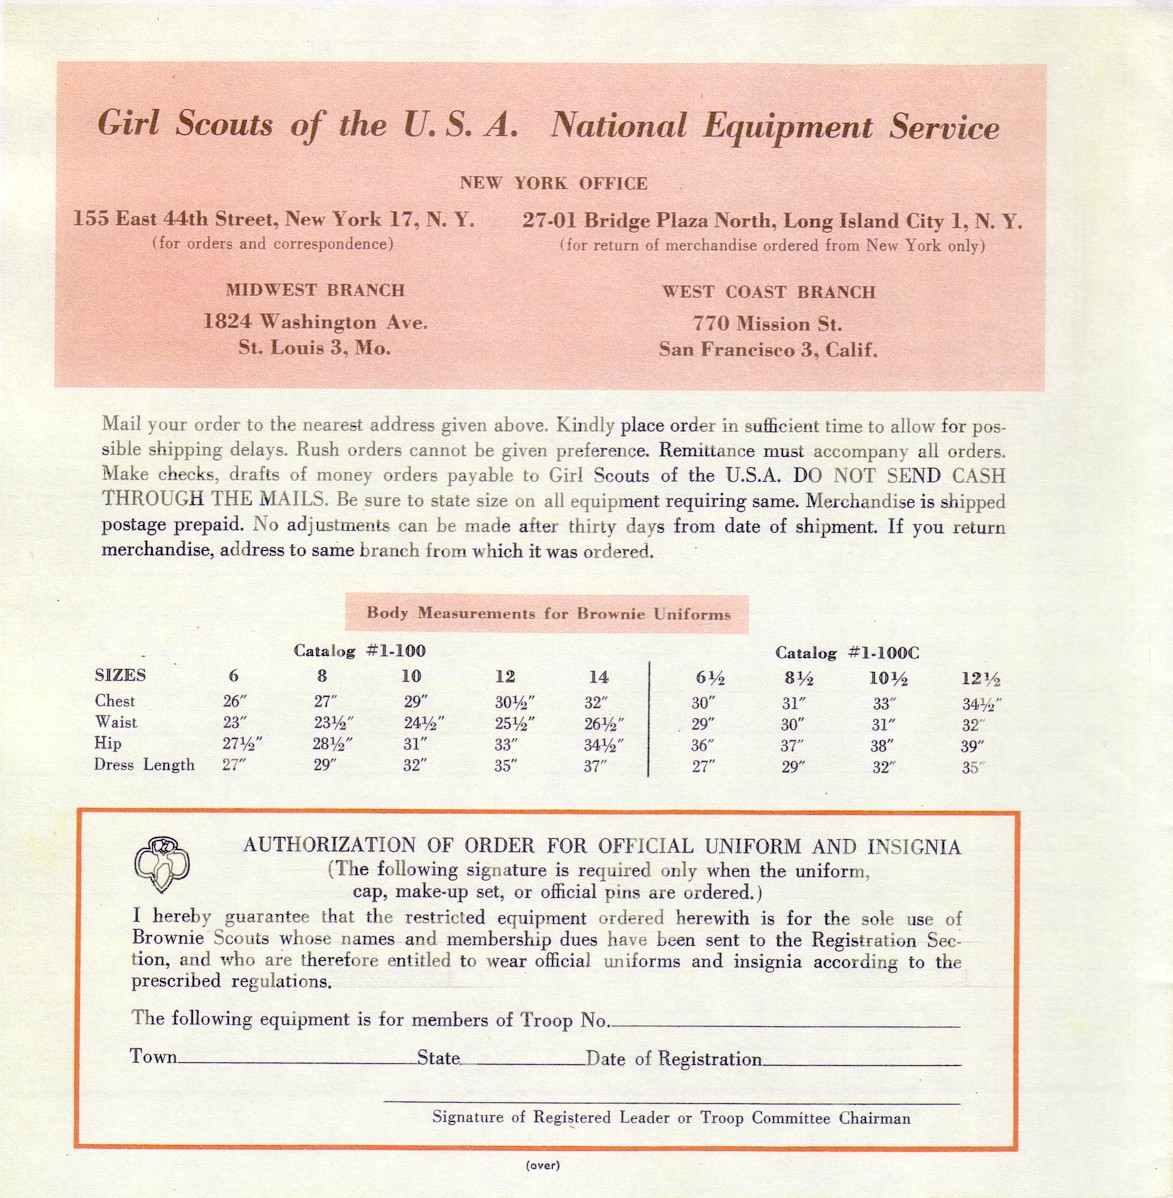 Girl Scouts of the U. S. A. National Equipment Service
NEW YORK OFFICE
155 East 44th Street, New York 17, N. Y.
(for orders and correspondence)
27-01 Bridge Plaza North, Long Island City 1, N. Y.
(for return of merchandise ordered from New York only)
MIDWEST BRANCH
1824 Washington Ave.
St. Louis 3, Mo.
WEST COAST BRANCH
770 Mission St.
San Francisco 3, Calif.
Mail your order to the nearest address given above. Kindly place order in sufficient time to allow for pos-
sible shipping delays. Rush orders cannot be given preference. Remittance must accompany all orders.
Make checks, drafts of money orders payable to Girl Scouts of the U.S.A. DO NOT SEND CASH
THROUGH THE MAILS. Be sure to state size on all equipment requiring same. Merchandise is shipped
postage prepaid. No adjustments can be made after thirty days from date of shipment. If you return
merchandise, address to same branch from which it was ordered.
Body Measurements for Brownie Uniforms
Catalog #1-100 Catalog #1-100C
SIZES 6 8 10 12 14 6½ 8½ 10½ 12½
Chest 26″ 27″ 29″ 30½″ 32″ 30″ 31″ 33″ 34½″
Waist 23″ 23½″ 24½″ 25½″ 26½″ 29″ 30″ 31″ 32″
Hip 27½″ 28½″ 31″ 33″ 34½″ 36″ 37″ 38″ 39″
Dress Length 27″ 29″ 32″ 35″ 37″ 27″ 29″ 32″ 35″
AUTHORIZATION OF ORDER FOR OFFICIAL UNIFORM AND INSIGNIA
(The following signature is required only when the uniform,
cap, make-up set, or official pins are ordered.)
I hereby guarantee that the restricted equipment ordered herewith is for the sole use of
Brownie Scouts whose names and membership dues have been sent to the Registration Sec-
tion, and who are therefore entitled to wear official uniforms and insignia according to the
prescribed regulations.
The following equipment is for members of Troop No.
Town State Date of Registration
Signature of Registered Leader or Troop Committee Chairman
(over)